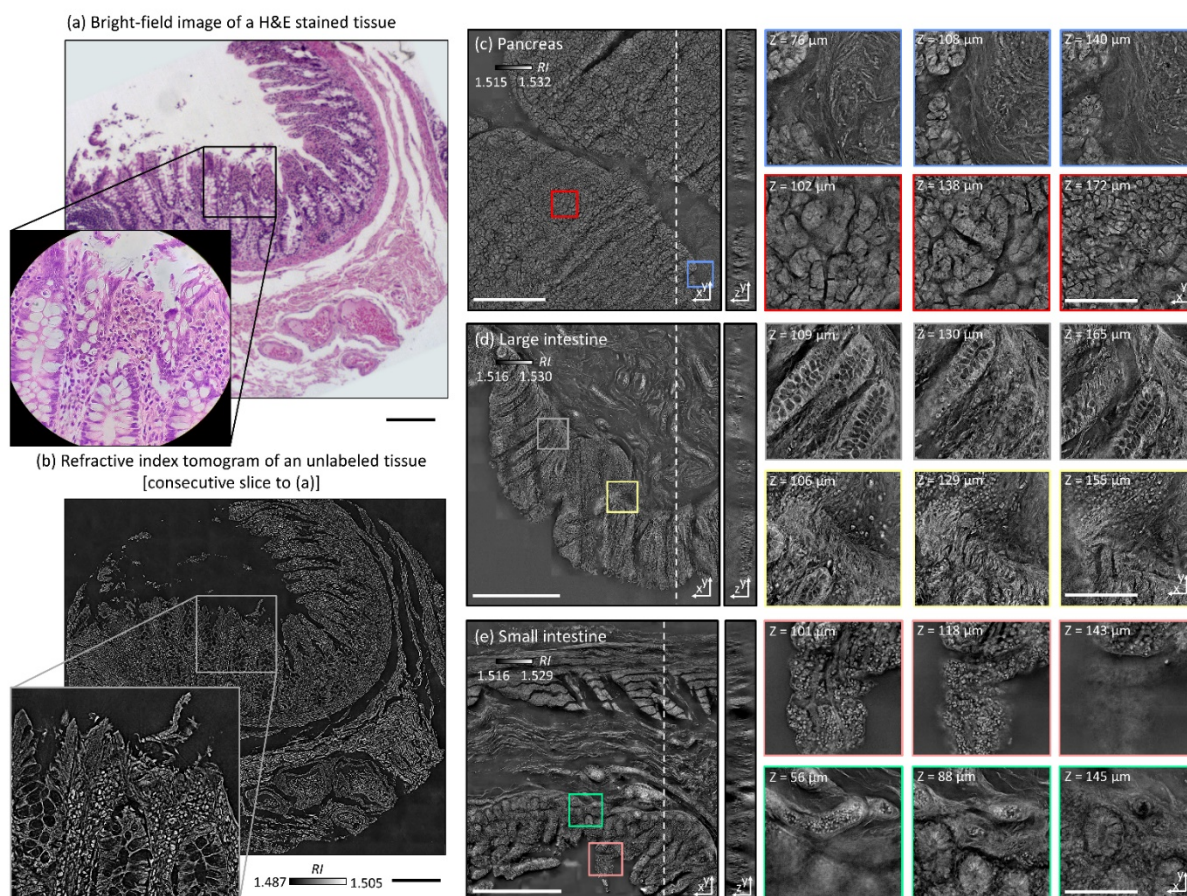 (a) Bright-field image of a H&E stained tissue
(b) Refractive index tomogram of an unlabeled tissue
[consecutive slice to (a)]
RI
1.487 1.505
(c) Pancreas
RI
1.515 1.532
y
x
y
z
Z = 76 µm
Z = 108 µm
Z = 140 µm
Z = 102 µm
Z = 138 µm
Z = 172 µm
y
x
(d) Large intestine
RI
1.516 1.530
y
x
y
z
Z = 109 µm
Z = 130 µm
Z = 165 µm
Z = 106 µm
Z = 129 µm
Z = 155 µm
y
x
(e) Small intestine
RI
1.516 1.529
y
x
y
z
Z = 101 µm
Z = 118 µm
Z = 143 µm
Z = 56 µm
Z = 88 µm
Z = 145 µm
y
x